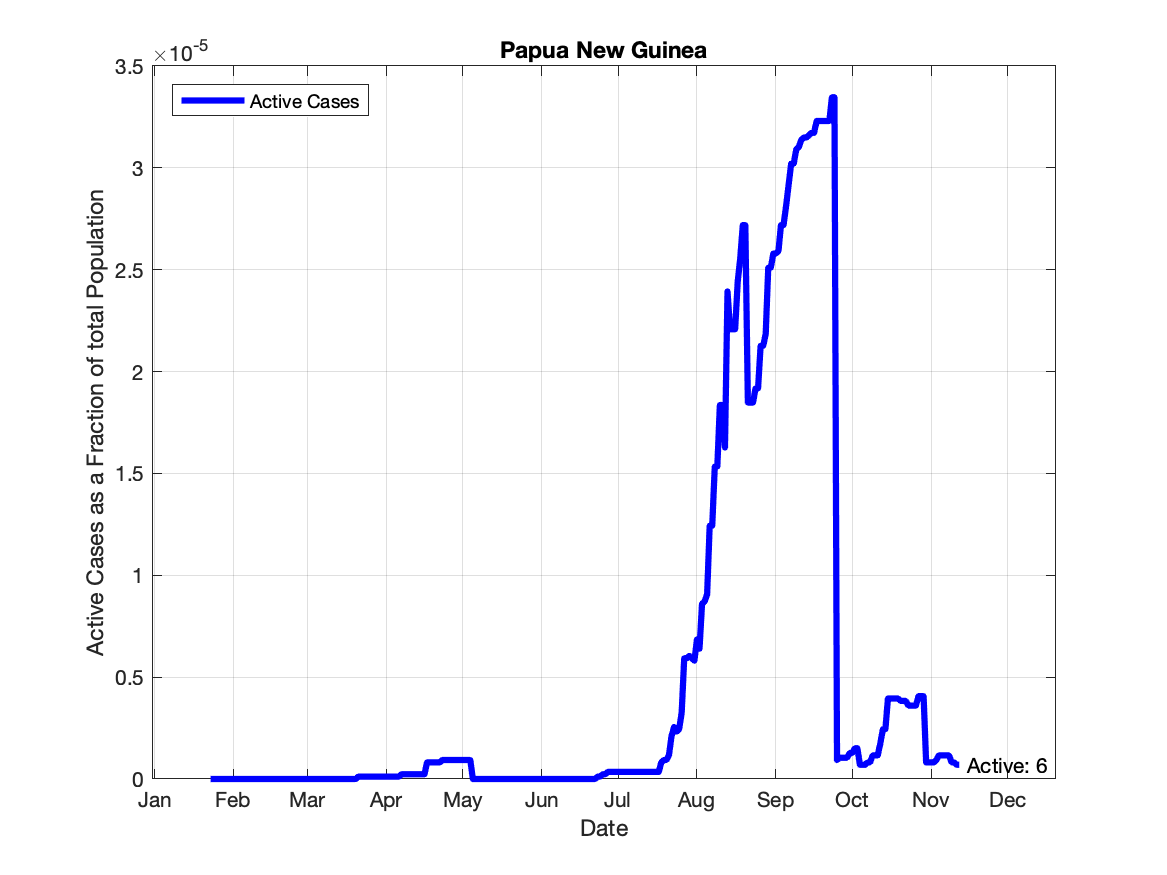 Papua New Guinea
×10-5
Active Cases
3.5
3
2.5
2
1.5
1
0.5
0
Active Cases as a Fraction of total Population
Active: 6
Jan Feb Mar Apr May Jun Jul Aug Sep Oct Nov Dec
Date